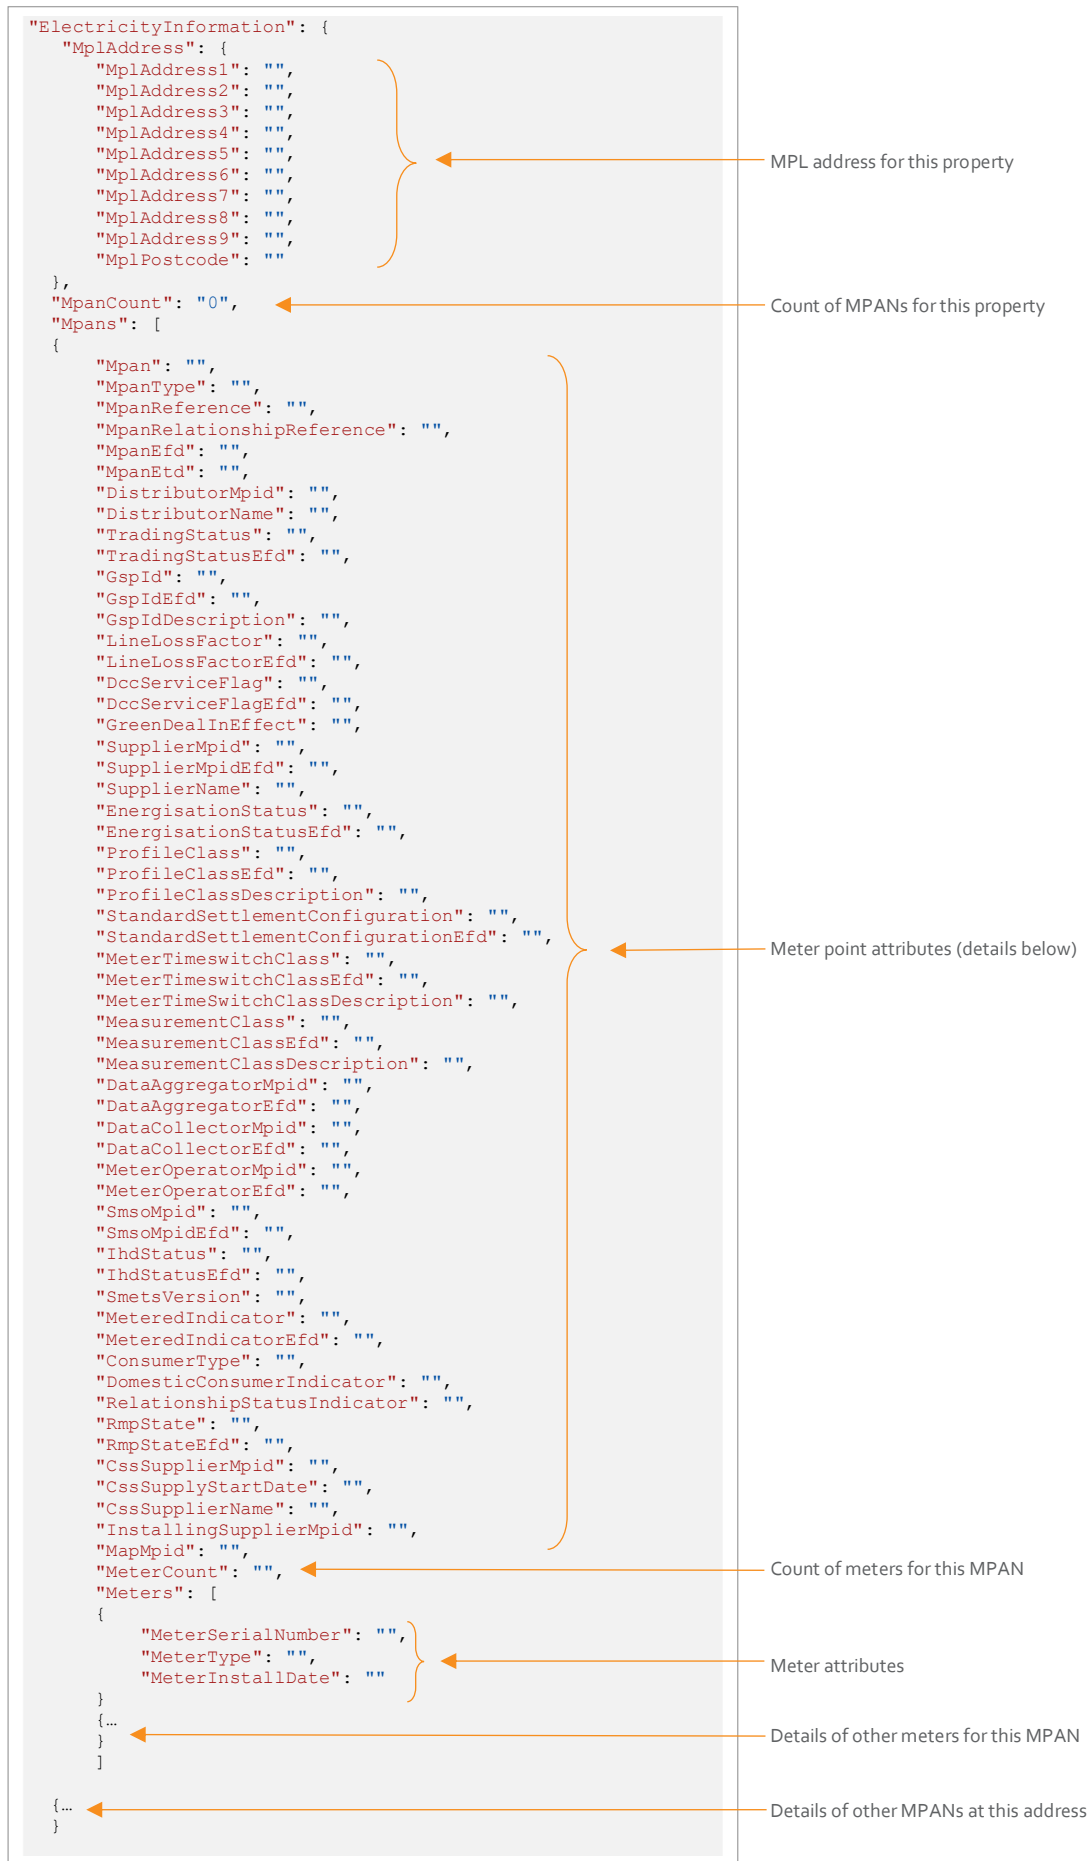 "ElectricityInformation": {
"MplAddress": {
"MplAddress1": "",
"MplAddress2": "",
"MplAddress3": "",
"MplAddress4": "",
"MplAddress5": "",
"MplAddress6": "",
"MplAddress7": "",
"MplAddress8": "",
"MplAddress9": "",
"MplPostcode": ""
},
MPL address for this property
"MpanCount": "0",
Count of MPANs for this property
"Mpans": [
{
"Mpan": "",
"MpanType": "",
"MpanReference": "",
"MpanRelationshipReference": "",
"MpanEfd": "",
"MpanEtd": "",
"DistributorMpid": "",
"DistributorName": "",
"TradingStatus": "",
"TradingStatusEfd": "",
"GspId": "",
"GspIdEfd": "",
"GspIdDescription": "",
"LineLossFactor": "",
"LineLossFactorEfd": "",
"DccServiceFlag": "",
"DccServiceFlagEfd": "",
"GreenDealInEffect": "",
"SupplierMpid": "",
"SupplierMpidEfd": "",
"SupplierName": "",
"EnergisationStatus": "",
"EnergisationStatusEfd": "",
"ProfileClass": "",
"ProfileClassEfd": "",
"ProfileClassDescription": "",
"StandardSettlementConfiguration": "",
"StandardSettlementConfigurationEfd": "",
"MeterTimeswitchClass": "",
"MeterTimeswitchClassEfd": "",
"MeterTimeSwitchClassDescription": "",
"MeasurementClass": "",
"MeasurementClassEfd": "",
"MeasurementClassDescription": "",
"DataAggregatorMpid": "",
"DataAggregatorEfd": "",
"DataCollectorMpid": "",
"DataCollectorEfd": "",
"MeterOperatorMpid": "",
"MeterOperatorEfd": "",
"SmsoMpid": "",
"SmsoMpidEfd": "",
"IhdStatus": "",
"IhdStatusEfd": "",
"SmetsVersion": "",
"MeteredIndicator": "",
"MeteredIndicatorEfd": "",
"ConsumerType": "",
"DomesticConsumerIndicator": "",
"RelationshipStatusIndicator": "",
"RmpState": "",
"RmpStateEfd": "",
"CssSupplierMpid": "",
"CssSupplyStartDate": "",
"CssSupplierName": "",
"InstallingSupplierMpid": "",
"MapMpid": "",
Meter point attributes (details below)
"MeterCount": "",
Count of meters for this MPAN
"Meters": [
{
"MeterSerialNumber": "",
"MeterType": "",
"MeterInstallDate": ""
Meter attributes
}
{…
}
Details of other meters for this MPAN
]
{…
Details of other MPANs at this address
}